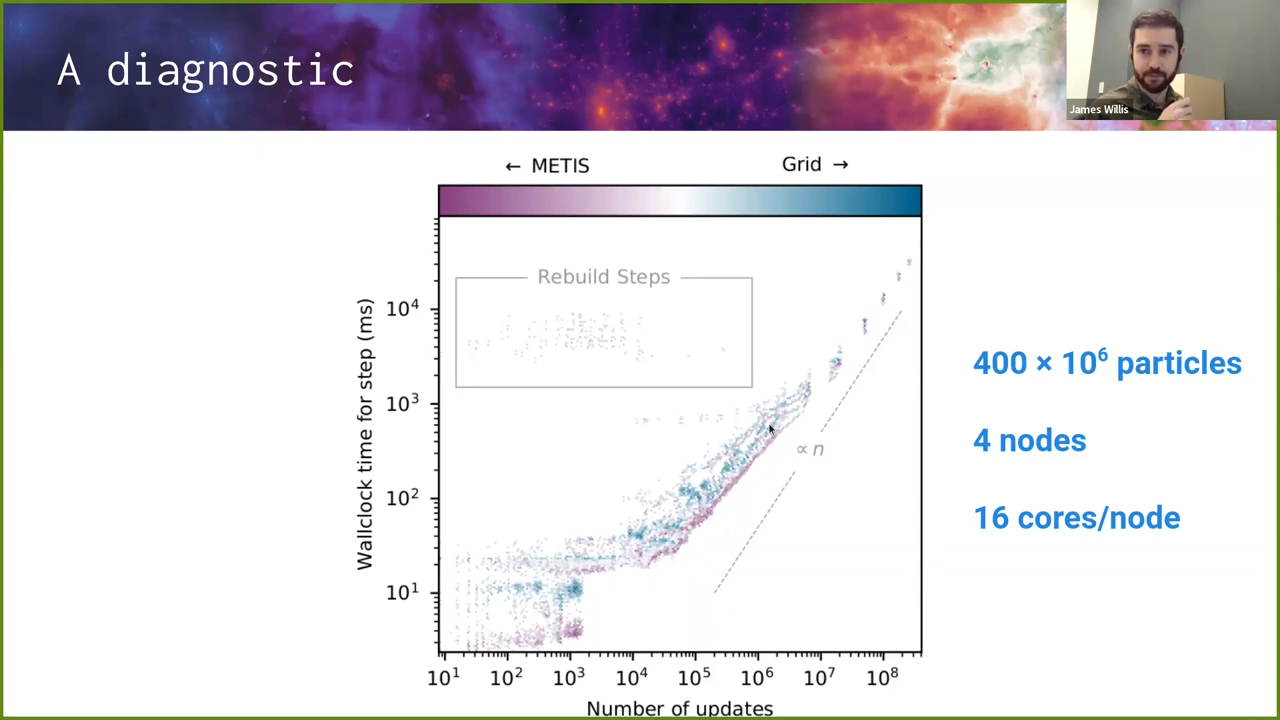 A diagnostic
James Willis
← METIS
Grid →
Rebuild Steps
10⁴
10³
10²
10¹
Wallclock time for step (ms)
∝ n
10¹ 10² 10³ 10⁴ 10⁵ 10⁶ 10⁷ 10⁸
Number of updates
400 × 10⁶ particles
4 nodes
16 cores/node